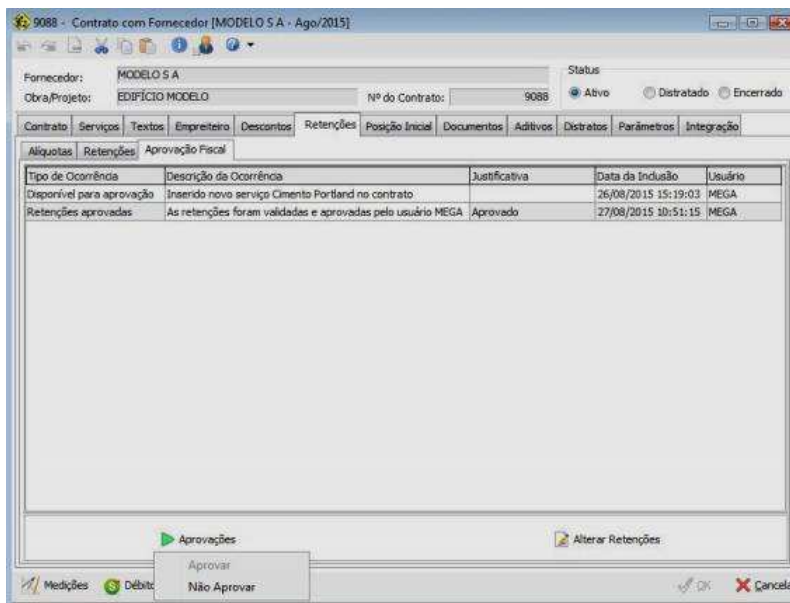 9088 - Contrato com Fornecedor [MODELO S A - Ago/2015]
Fornecedor: MODELO S A
Status
Obra/Projeto: EDIFÍCIO MODELO Nº do Contrato: 9088 Ativo Distratado Encerrado
Contrato Serviços Textos Empreiteiro Descontos Retenções Posição Inicial Documentos Aditivos Distratos Parâmetros Integração
Alíquotas Retenções Aprovação Fiscal
Tipo de Ocorrência Descrição da Ocorrência Justificativa Data da Inclusão Usuário
Disponível para aprovação Inserido novo serviço Cimento Portland no contrato 26/08/2015 15:19:03 MEGA
Retenções aprovadas As retenções foram validadas e aprovadas pelo usuário MEGA Aprovado 27/08/2015 10:51:15 MEGA
Aprovações Alterar Retenções
Aprovar
Não Aprovar
Medições Débito OK Cancela